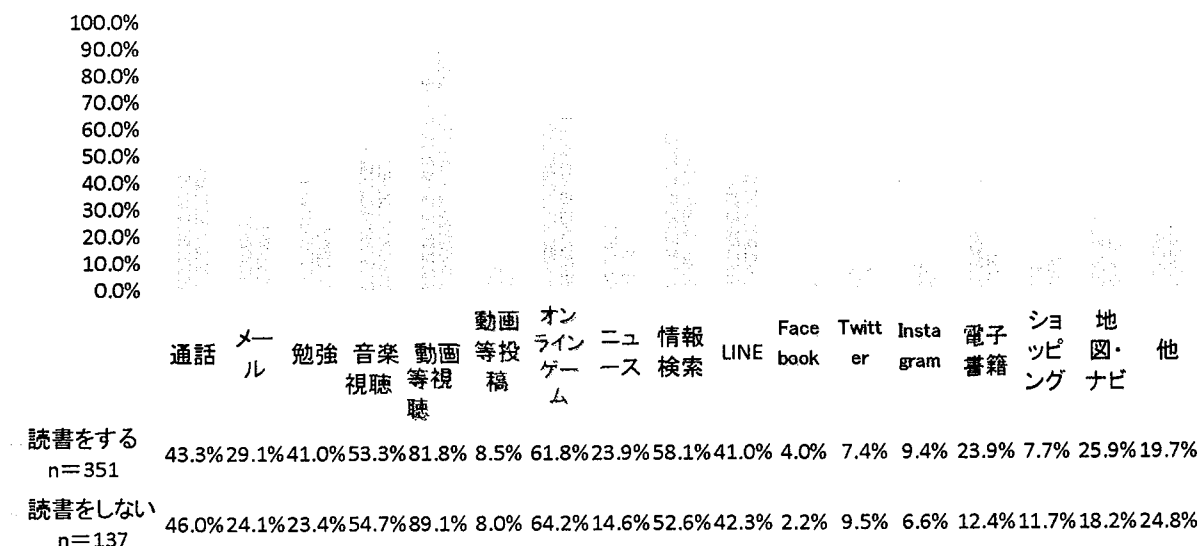 100.0%
90.0%
80.0%
70.0%
60.0%
50.0%
40.0%
30.0%
20.0%
10.0%
0.0%
通話
メー
ル
勉強
音楽
視聴
動画
等視
聴
動画
等投
稿
オン
ライン
ゲー
ム
ニュ
ース
情報
検索
LINE
Face
book
Twitt
er
Insta
gram
電子
書籍
ショ
ッピ
ング
地
図・
ナビ
他
読書をする
n=351
43.3% 29.1% 41.0% 53.3% 81.8% 8.5% 61.8% 23.9% 58.1% 41.0% 4.0% 7.4% 9.4% 23.9% 7.7% 25.9% 19.7%
読書をしない
n=137
46.0% 24.1% 23.4% 54.7% 89.1% 8.0% 64.2% 14.6% 52.6% 42.3% 2.2% 9.5% 6.6% 12.4% 11.7% 18.2% 24.8%